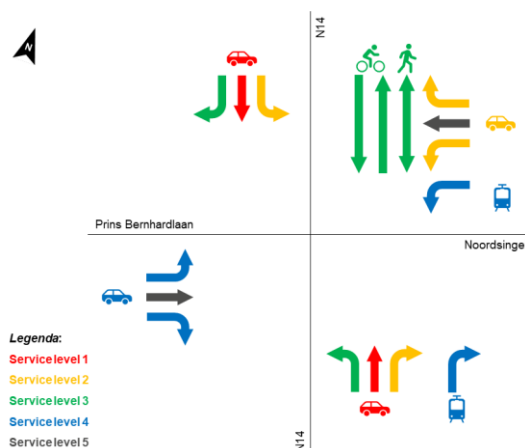 N
N14
Prins Bernhardlaan
Noordsingel
Legenda:
Service level 1
Service level 2
Service level 3
Service level 4
Service level 5
N14